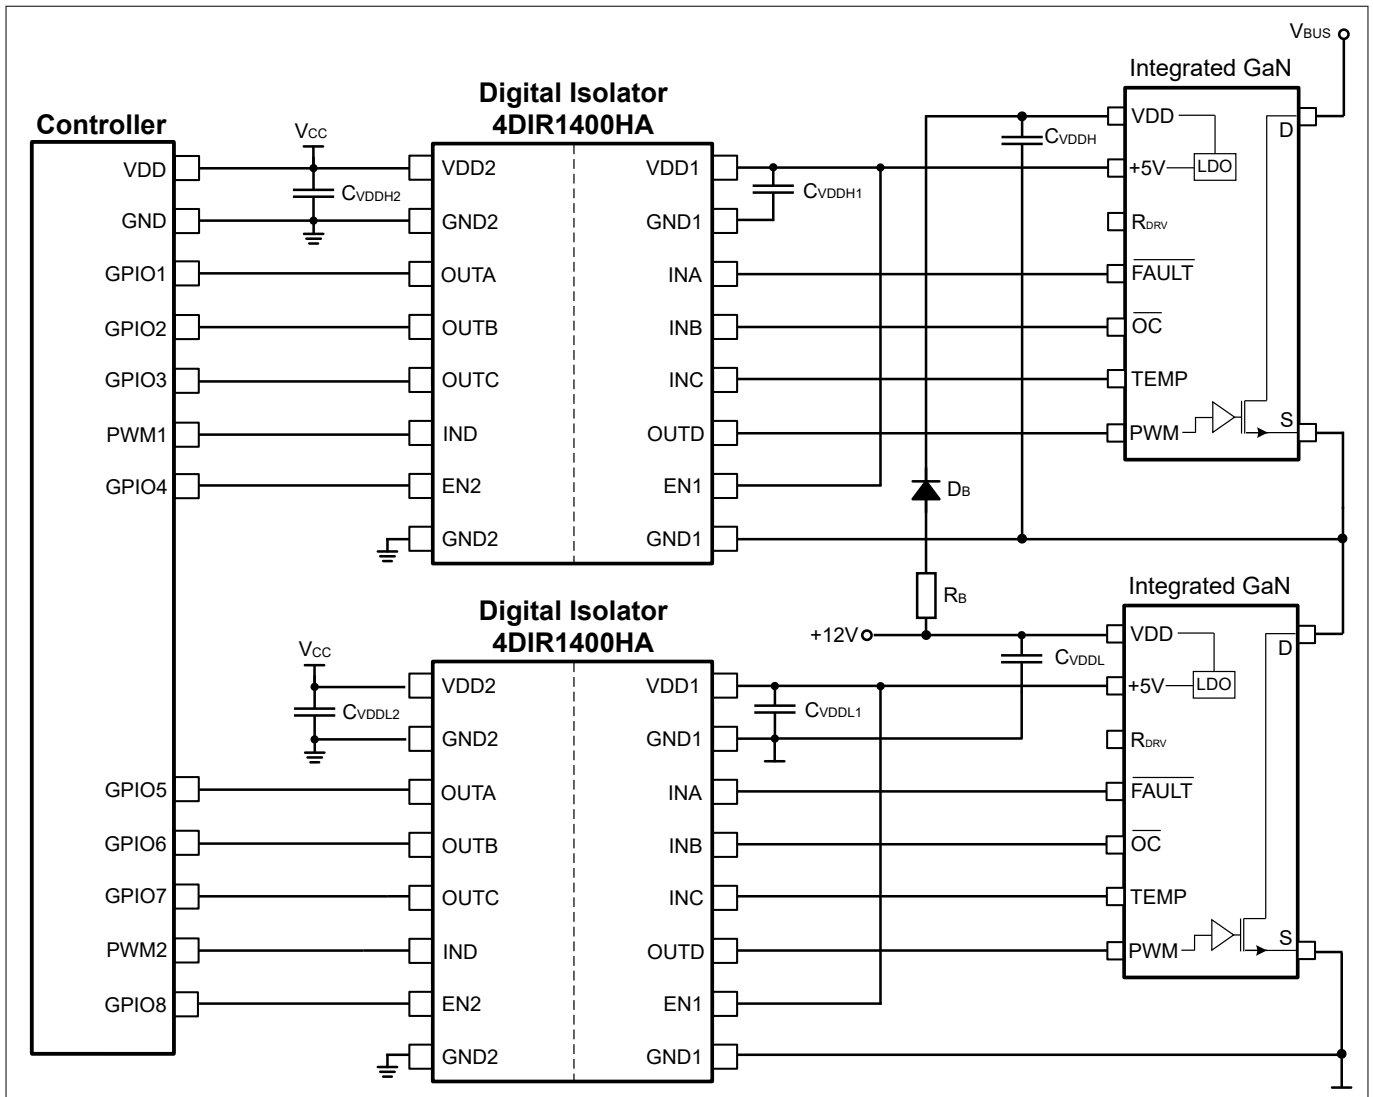 VBUS
Integrated GaN
Digital Isolator
4DIR1400HA
Controller
VCC
VDD
GND
GPIO1
GPIO2
GPIO3
PWM1
GPIO4
CVDDH2
VDD2
GND2
OUTA
OUTB
OUTC
IND
EN2
GND2
VDD1
GND1
INA
INB
INC
OUTD
EN1
GND1
CVDDH1
CVDDH
DB
RB
+12V
VDD
+5V
LDO
RDRV
FAULT
OC
TEMP
PWM
D
S
Integrated GaN
Digital Isolator
4DIR1400HA
VCC
CVDDL2
GPIO5
GPIO6
GPIO7
PWM2
GPIO8
VDD2
GND2
OUTA
OUTB
OUTC
IND
EN2
GND2
VDD1
GND1
INA
INB
INC
OUTD
EN1
GND1
CVDDL1
CVDDL
VDD
+5V
LDO
RDRV
FAULT
OC
TEMP
PWM
D
S